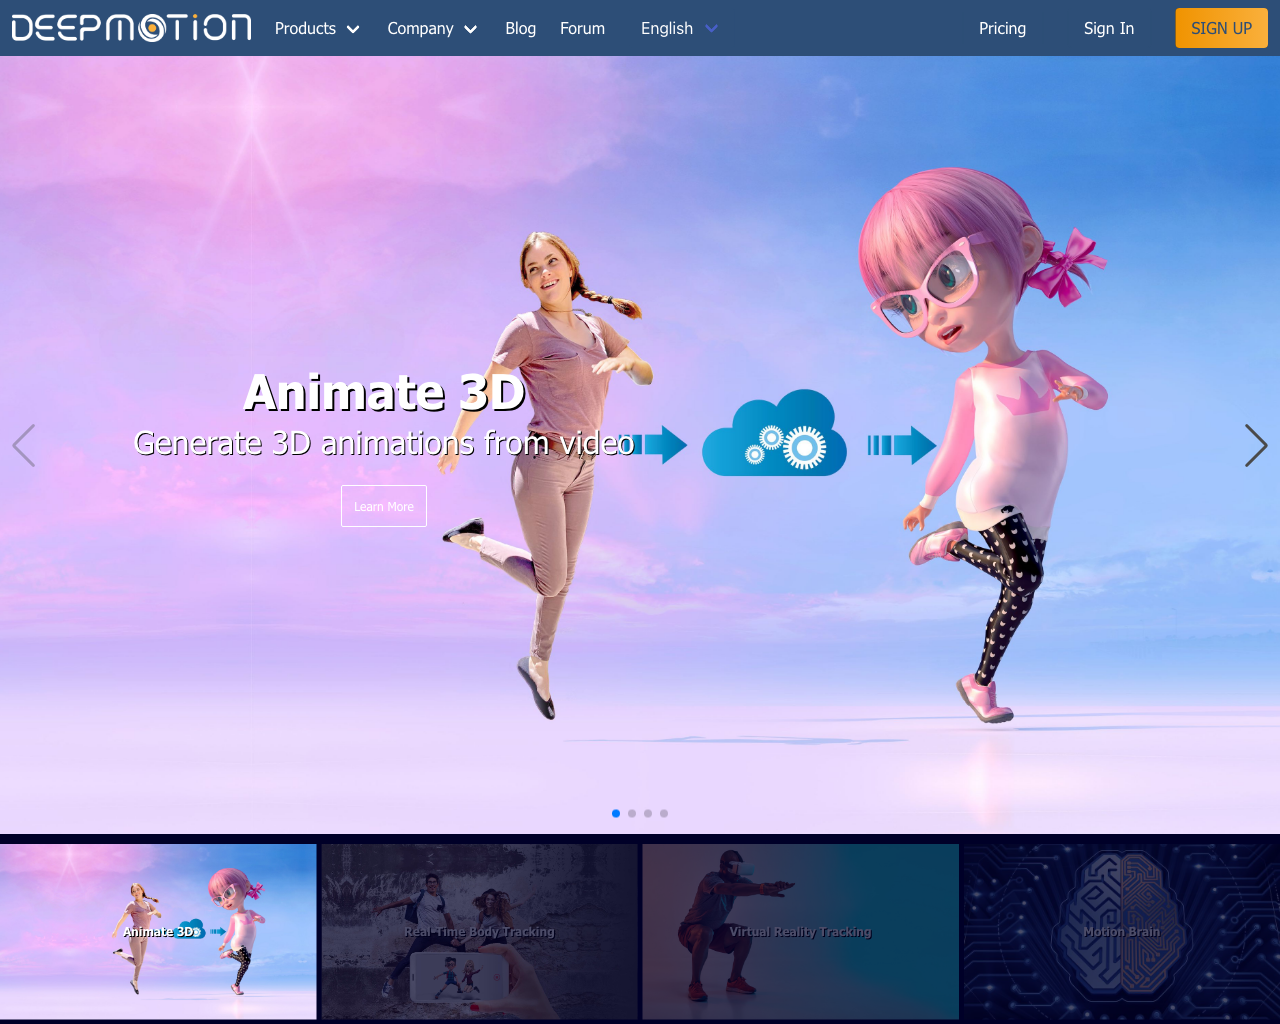 DEEPMOTION
Products
Company
Blog
Forum
English
Pricing
Sign In
SIGN UP
Animate 3D
Generate 3D animations from video
Learn More
Animate 3D
Real-Time Body Tracking
Virtual Reality Tracking
Motion Brain